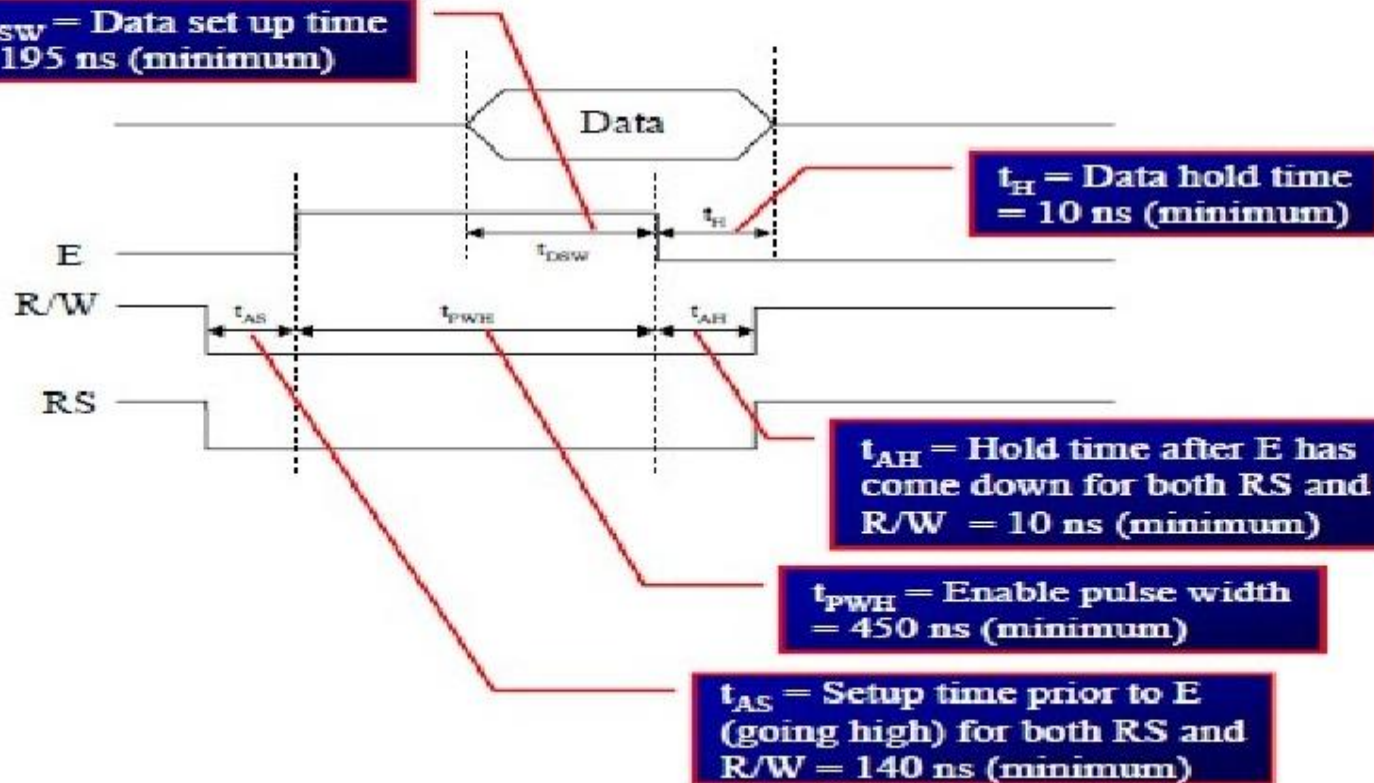 SW = Data set up time
195 ns (minimum)
Data
tH = Data hold time
= 10 ns (minimum)
tH
tDSW
E
R/W
tAS
tPWH
tAH
RS
tAH = Hold time after E has
come down for both RS and
R/W = 10 ns (minimum)
tPWH = Enable pulse width
= 450 ns (minimum)
tAS = Setup time prior to E
(going high) for both RS and
R/W = 140 ns (minimum)